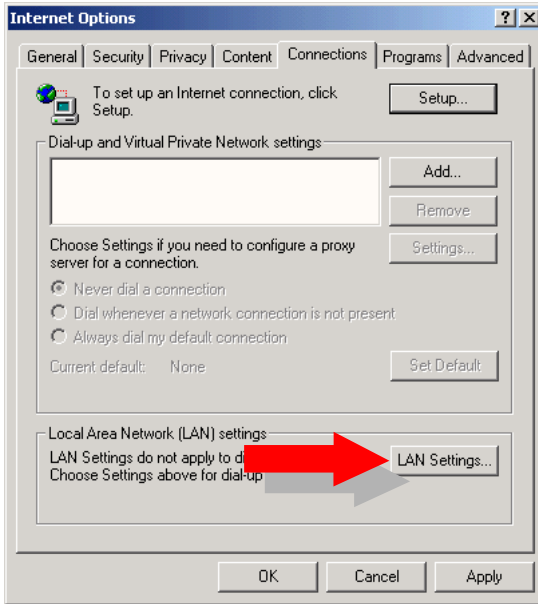 Internet Options
General Security Privacy Content Connections Programs Advanced
To set up an Internet connection, click
Setup.
Setup...
Dial-up and Virtual Private Network settings
Add...
Remove
Choose Settings if you need to configure a proxy
server for a connection.
Settings...
Never dial a connection
Dial whenever a network connection is not present
Always dial my default connection
Current default: None
Set Default
Local Area Network (LAN) settings
LAN Settings do not apply to
Choose Settings above for dial-up
LAN Settings...
OK Cancel Apply